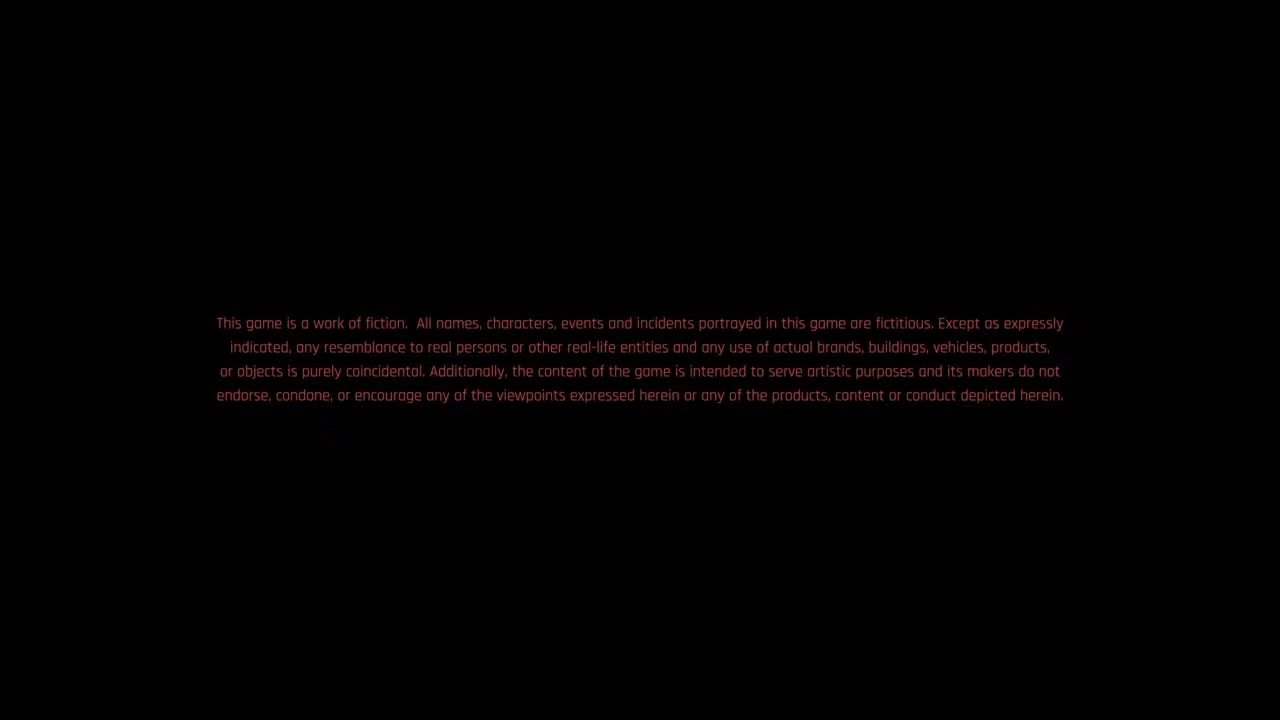 This game is a work of fiction.  All names, characters, events and incidents portrayed in this game are fictitious. Except as expressly
indicated, any resemblance to real persons or other real-life entities and any use of actual brands, buildings, vehicles, products,
or objects is purely coincidental. Additionally, the content of the game is intended to serve artistic purposes and its makers do not
endorse, condone, or encourage any of the viewpoints expressed herein or any of the products, content or conduct depicted herein.